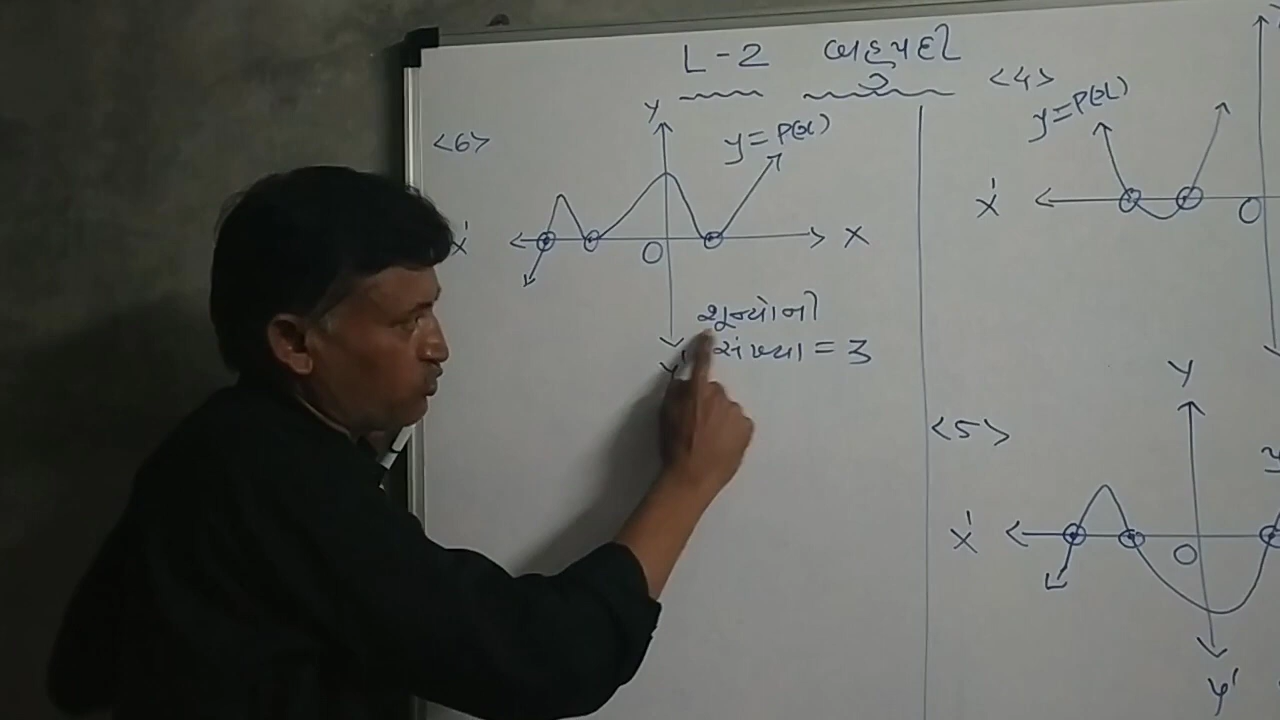 L-2 બહુપદી
<6>
y
y=P(x)
X'
O
X
શૂન્યોની
સંખ્યા = 3
y'
<4>
y=P(x)
X'
O
<5>
y
X'
O
y'